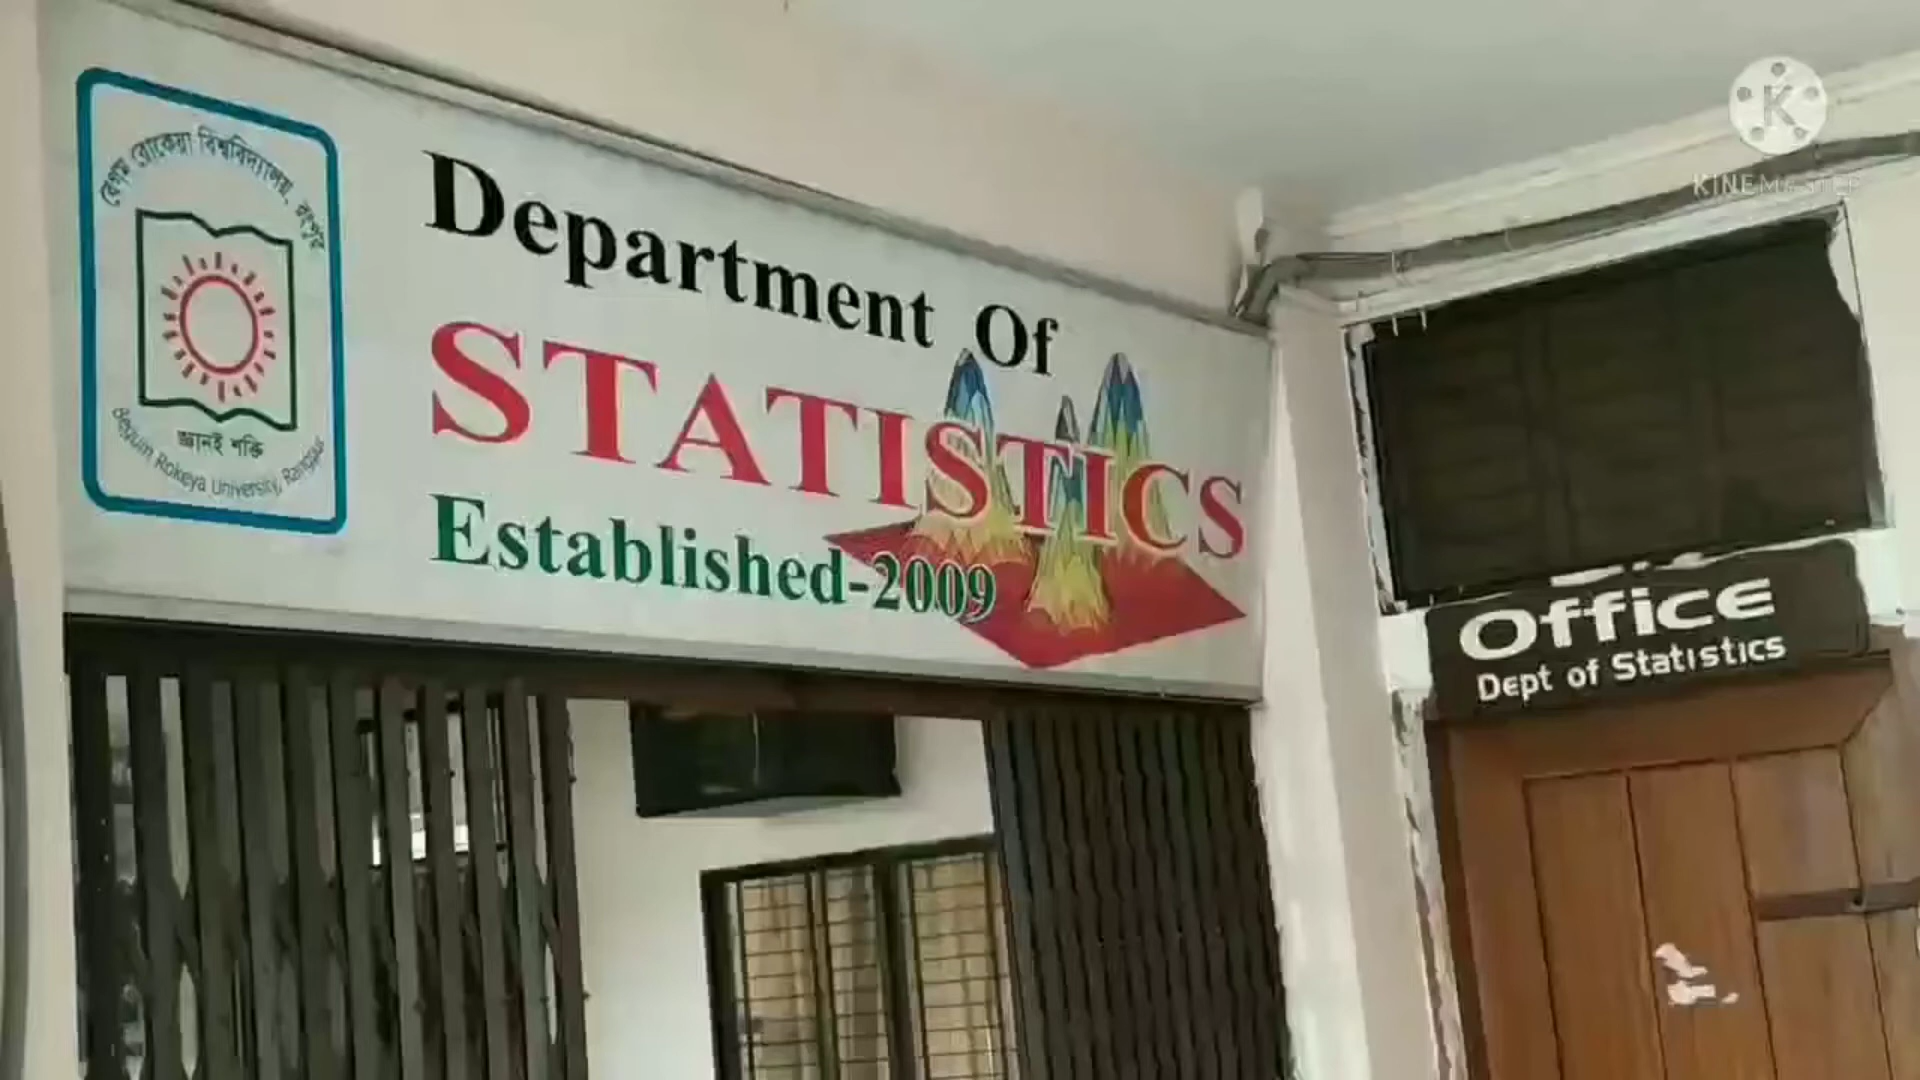 বেগম রোকেয়া বিশ্ববিদ্যালয়, রংপুর
জ্ঞানই শক্তি
Begum Rokeya University, Rangpur
Department Of
STATISTICS
Established-2009
Office
Dept of Statistics
K
KINEMASTER